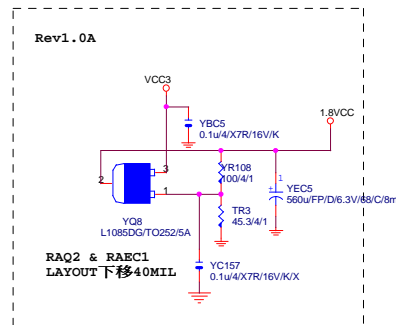 Rev1.0A
VCC3
1.8VCC
YBC5
0.1u/4/X7R/16V/K
3
2
1
YR108
100/4/1
1
YEC5
560u/FP/D/6.3V/68/C/8m
TR3
45.3/4/1
YQ8
L1085DG/TO252/5A
RAQ2 & RAEC1
LAYOUT下移40MIL
YC157
0.1u/4/X7R/16V/K/X